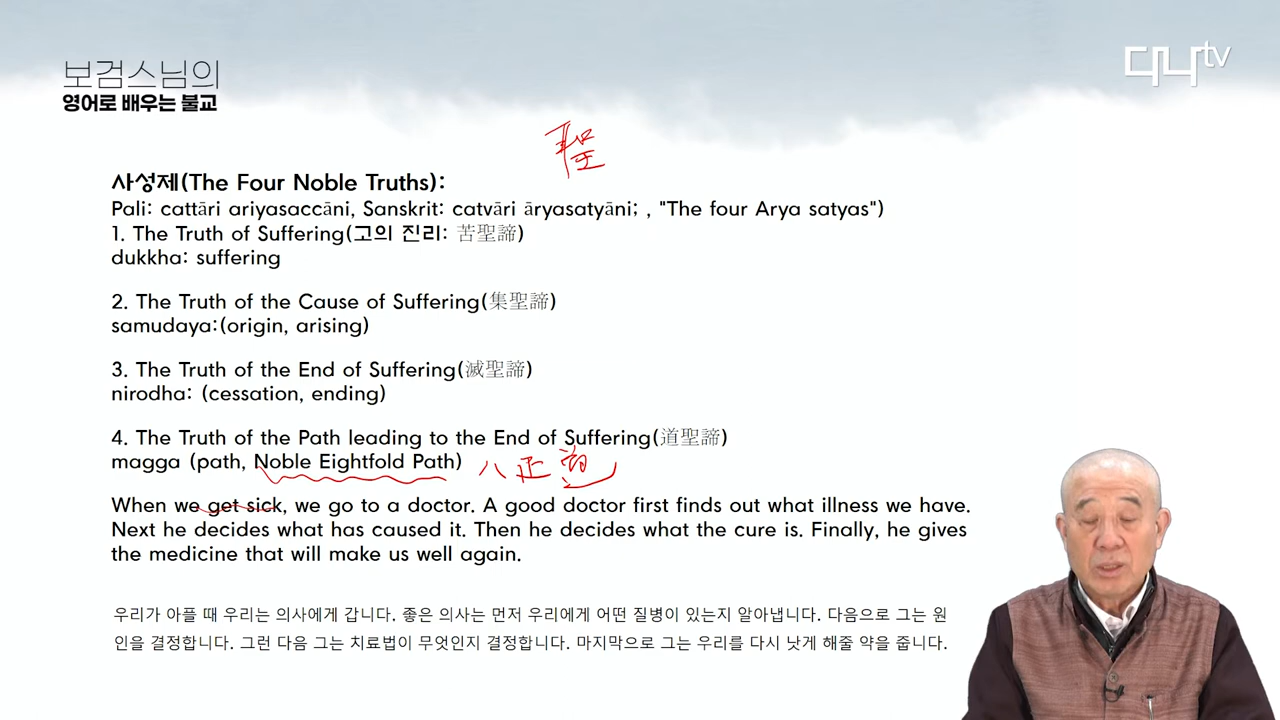 보검스님의
영어로 배우는 불교
디나tv
聖
사성제(The Four Noble Truths):
Pali: cattāri ariyasaccāni, Sanskrit: catvāri āryasatyāni; , "The four Arya satyas")
1. The Truth of Suffering(고의 진리: 苦聖諦)
dukkha: suffering
2. The Truth of the Cause of Suffering(集聖諦)
samudaya:(origin, arising)
3. The Truth of the End of Suffering(滅聖諦)
nirodha: (cessation, ending)
4. The Truth of the Path leading to the End of Suffering(道聖諦)
magga (path, Noble Eightfold Path) 八正道
When we get sick, we go to a doctor. A good doctor first finds out what illness we have.
Next he decides what has caused it. Then he decides what the cure is. Finally, he gives
the medicine that will make us well again.
우리가 아플 때 우리는 의사에게 갑니다. 좋은 의사는 먼저 우리에게 어떤 질병이 있는지 알아냅니다. 다음으로 그는 원
인을 결정합니다. 그런 다음 그는 치료법이 무엇인지 결정합니다. 마지막으로 그는 우리를 다시 낫게 해줄 약을 줍니다.